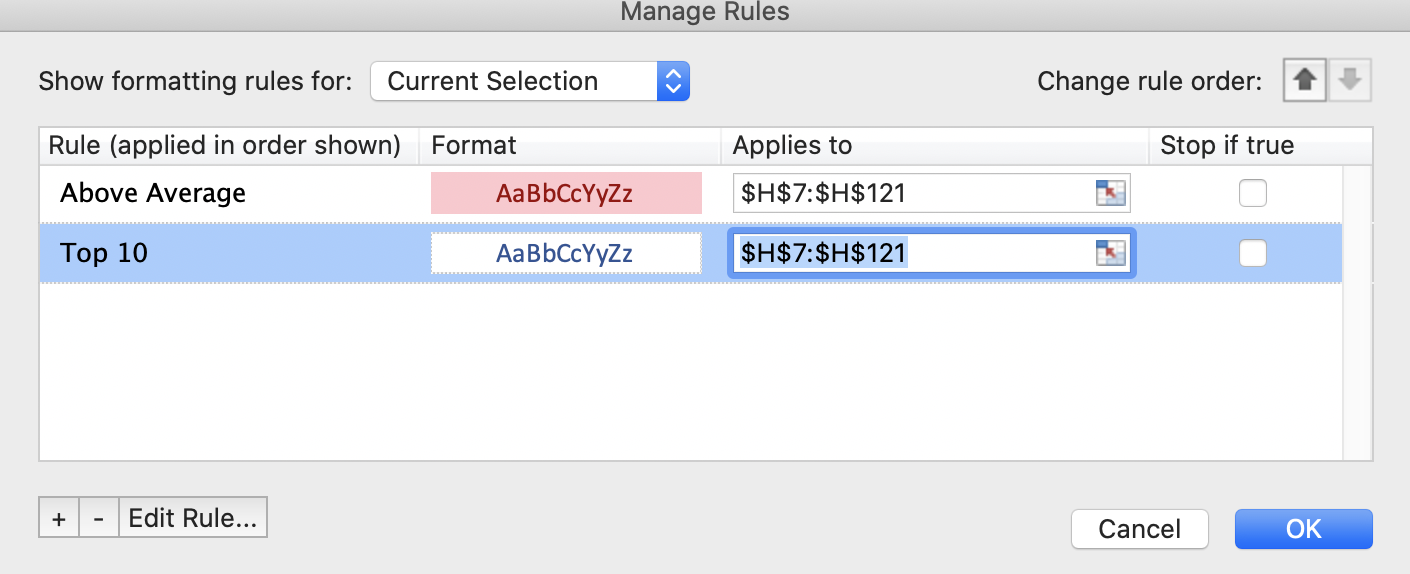 Manage Rules
Show formatting rules for: Current Selection Change rule order:
Rule (applied in order shown) Format Applies to Stop if true
Above Average AaBbCcYyZz $H$7:$H$121
Top 10 AaBbCcYyZz $H$7:$H$121
+ - Edit Rule... Cancel OK